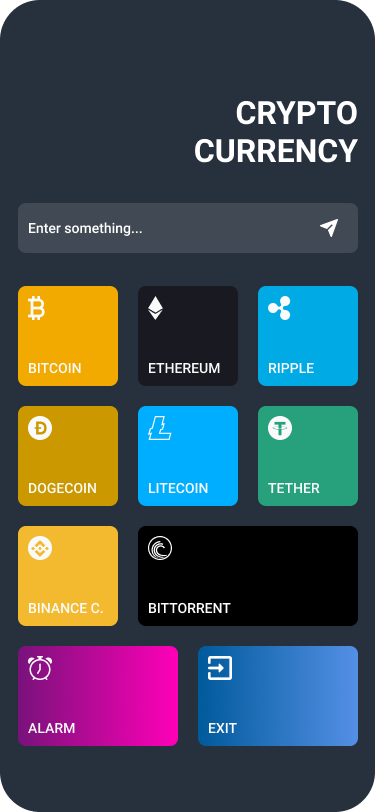 CRYPTO
CURRENCY
Enter something...
BITCOIN
ETHEREUM
RIPPLE
DOGECOIN
LITECOIN
TETHER
BINANCE C.
BITTORRENT
ALARM
EXIT